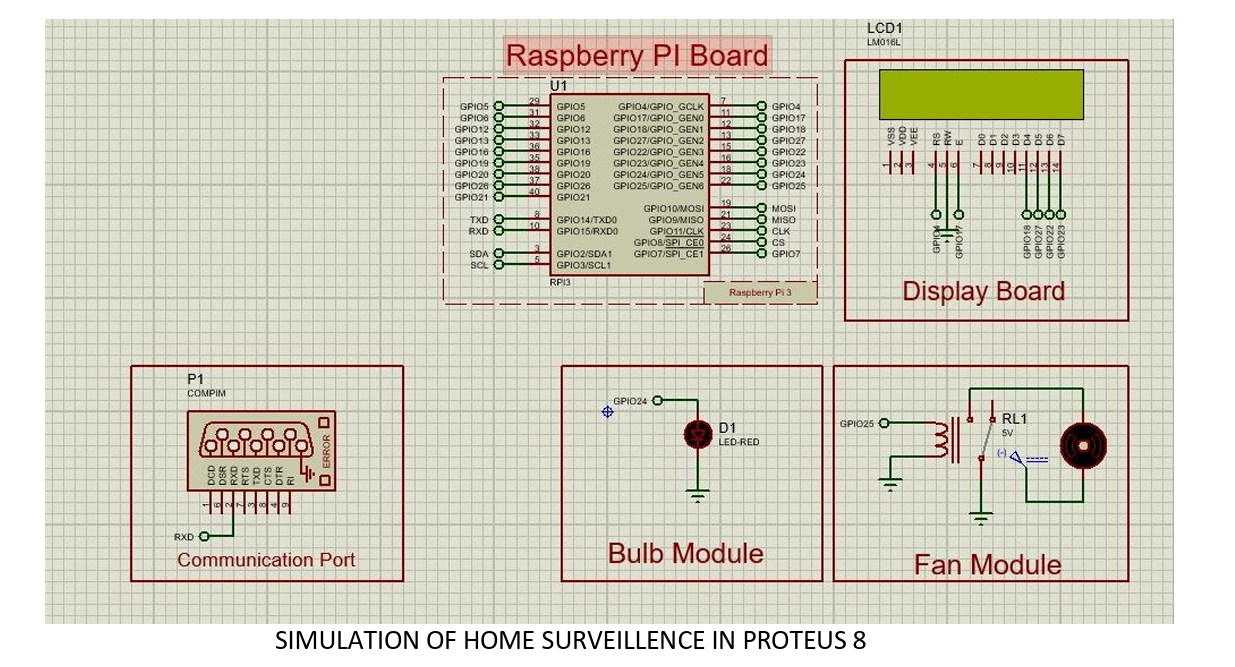 Raspberry PI Board
U1
29 GPIO5 GPIO5 GPIO4/GPIO_GCLK 7 GPIO4
31 GPIO6 GPIO6 GPIO17/GPIO_GEN0 11 GPIO17
32 GPIO12 GPIO12 GPIO18/GPIO_GEN1 12 GPIO18
33 GPIO13 GPIO13 GPIO27/GPIO_GEN2 13 GPIO27
36 GPIO16 GPIO16 GPIO22/GPIO_GEN3 15 GPIO22
35 GPIO19 GPIO19 GPIO23/GPIO_GEN4 16 GPIO23
38 GPIO20 GPIO20 GPIO24/GPIO_GEN5 18 GPIO24
37 GPIO26 GPIO26 GPIO25/GPIO_GEN6 22 GPIO25
40 GPIO21 GPIO21
GPIO10/MOSI 19 MOSI
TXD 8 GPIO14/TXD0 GPIO9/MISO 21 MISO
RXD 10 GPIO15/RXD0 GPIO11/CLK 23 CLK
GPIO8/SPI_CE0 24 CS
SDA 3 GPIO2/SDA1 GPIO7/SPI_CE1 26 GPIO7
SCL 5 GPIO3/SCL1
RPI3
Raspberry Pi 3
LCD1
LM016L
VSS VDD VEE RS RW E D0 D1 D2 D3 D4 D5 D6 D7
1 2 3 4 5 6 7 8 9 10 11 12 13 14
GPIO4 GPIO17 GPIO18 GPIO27 GPIO22 GPIO23
Display Board
P1
COMPIM
ERROR
DCD DSR RXD RTS TXD CTS DTR RI
1 6 2 7 3 8 4 9
RXD
Communication Port
GPIO24
D1
LED-RED
Bulb Module
GPIO25
RL1
5V
(-)
Fan Module
SIMULATION OF HOME SURVEILLENCE IN PROTEUS 8